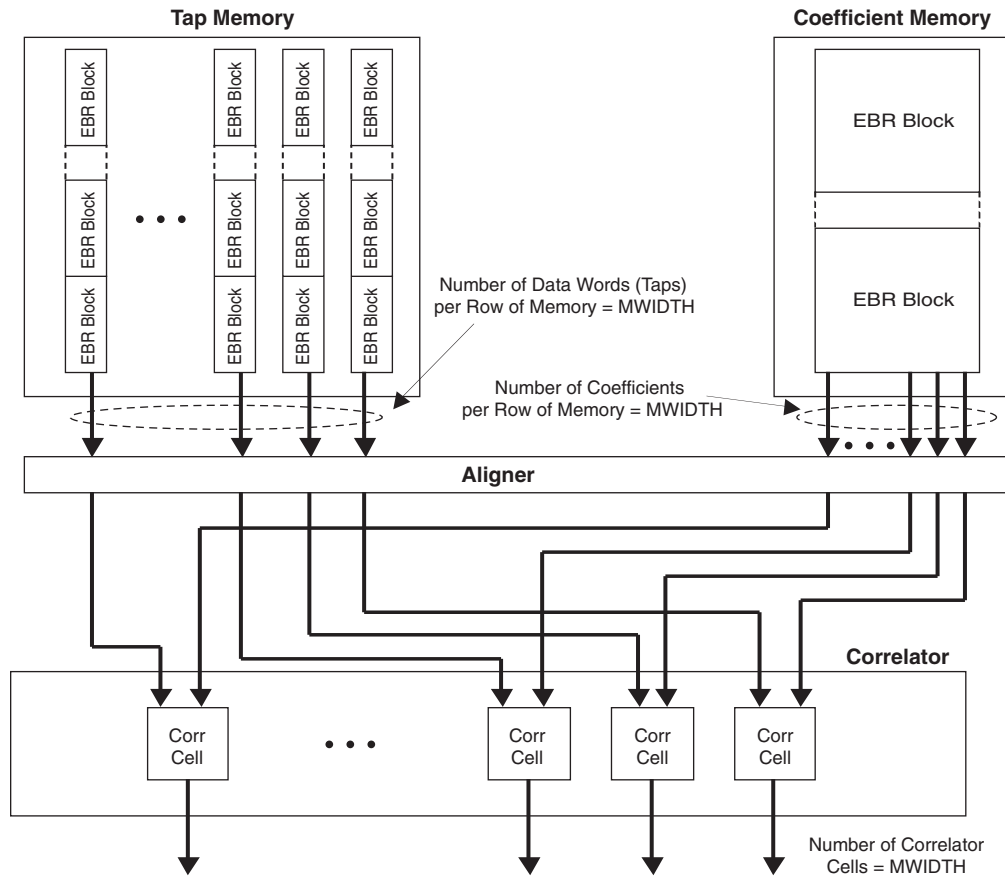 Tap Memory
Coefficient Memory
EBR Block
EBR Block
EBR Block
EBR Block
EBR Block
EBR Block
EBR Block
EBR Block
EBR Block
EBR Block
EBR Block
EBR Block
EBR Block
EBR Block
Number of Data Words (Taps)
per Row of Memory = MWIDTH
Number of Coefficients
per Row of Memory = MWIDTH
Aligner
Correlator
Corr
Cell
Corr
Cell
Corr
Cell
Corr
Cell
Number of Correlator
Cells = MWIDTH